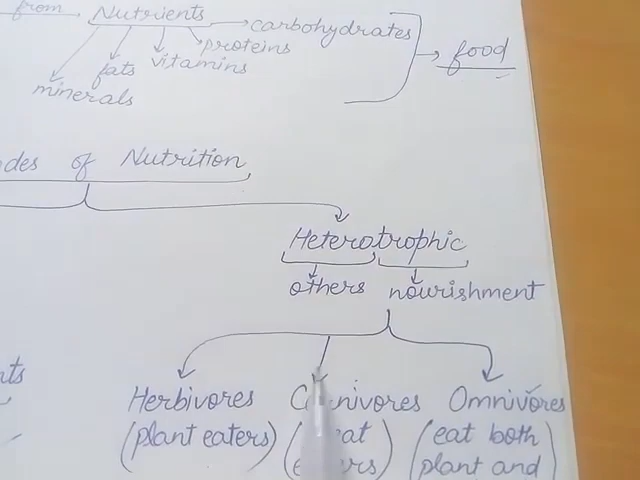 from Nutrients carbohydrates
proteins
fats vitamins
minerals
food
of Nutrition
Heterotrophic
others nourishment
Herbivores Omnivores
(plant eaters) (eat both
plant and